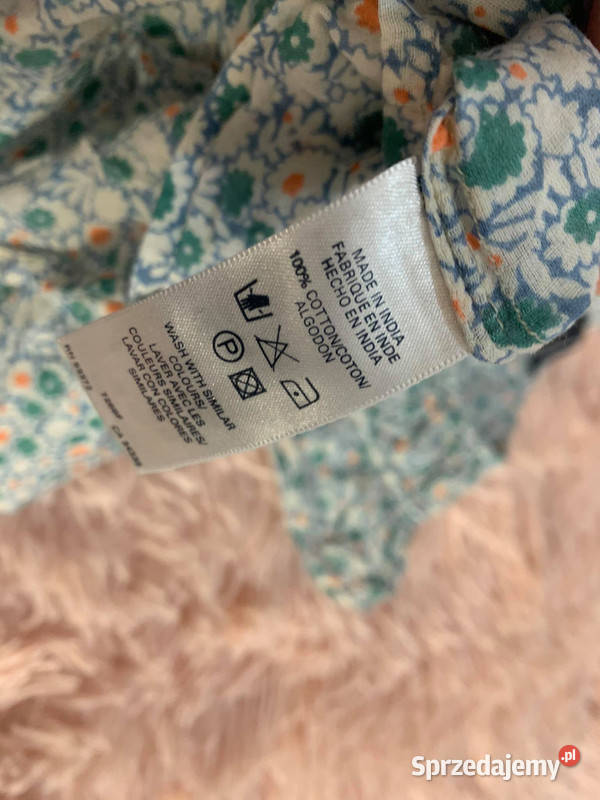 MADE IN INDIA
FABRIQUE EN INDE
HECHO EN INDIA
100% COTTON/COTON/
ALGODON
P
WASH WITH SIMILAR
COLOURS/
LAVER AVEC LES
COULEURS SIMILAIRES/
LAVAR CON COLORES
SIMILARES
Sprzedajemy.pl